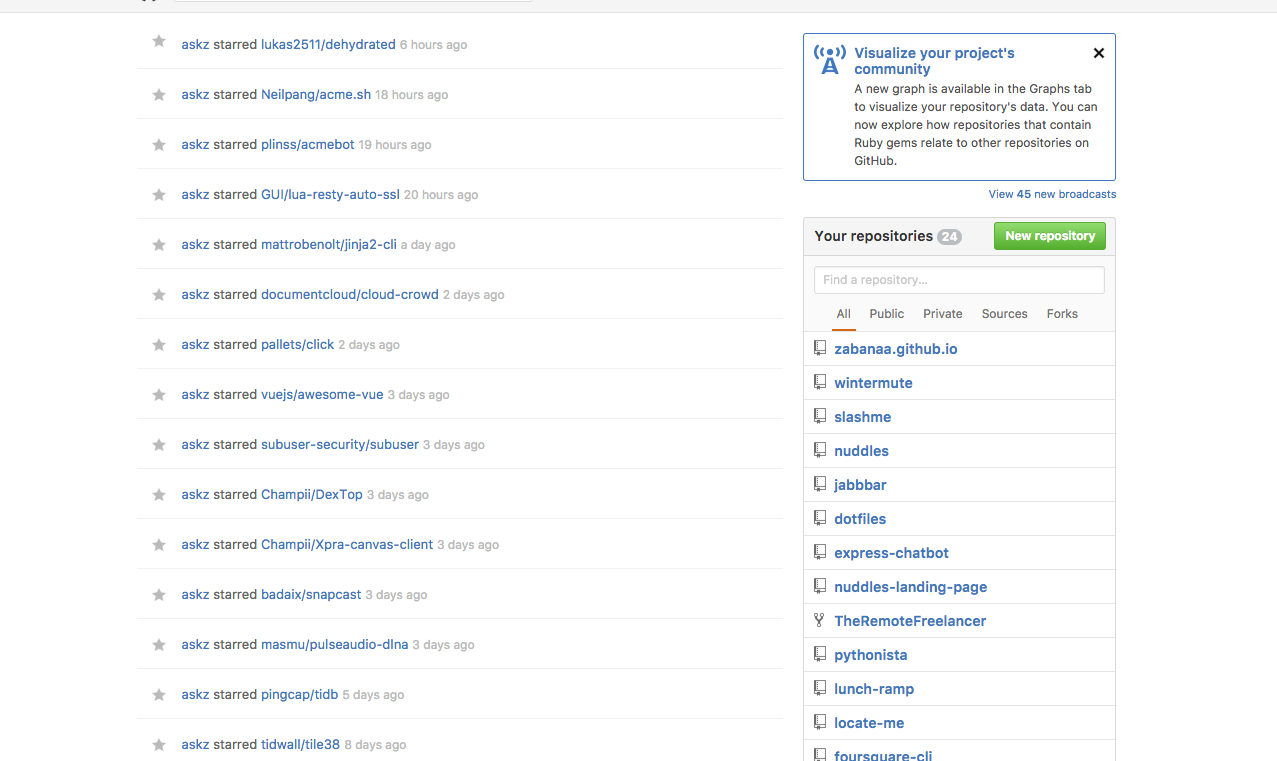 askz starred lukas2511/dehydrated 6 hours ago
askz starred Neilpang/acme.sh 18 hours ago
askz starred plinss/acmebot 19 hours ago
askz starred GUI/lua-resty-auto-ssl 20 hours ago
askz starred mattrobenolt/jinja2-cli a day ago
askz starred documentcloud/cloud-crowd 2 days ago
askz starred pallets/click 2 days ago
askz starred vuejs/awesome-vue 3 days ago
askz starred subuser-security/subuser 3 days ago
askz starred Champii/DexTop 3 days ago
askz starred Champii/Xpra-canvas-client 3 days ago
askz starred badaix/snapcast 3 days ago
askz starred masmu/pulseaudio-dlna 3 days ago
askz starred pingcap/tidb 5 days ago
askz starred tidwall/tile38 8 days ago
Visualize your project's
community
A new graph is available in the Graphs tab
to visualize your repository's data. You can
now explore how repositories that contain
Ruby gems relate to other repositories on
GitHub.
View 45 new broadcasts
Your repositories 24
New repository
Find a repository...
All Public Private Sources Forks
zabanaa.github.io
wintermute
slashme
nuddles
jabbbar
dotfiles
express-chatbot
nuddles-landing-page
TheRemoteFreelancer
pythonista
lunch-ramp
locate-me
foursquare-cli